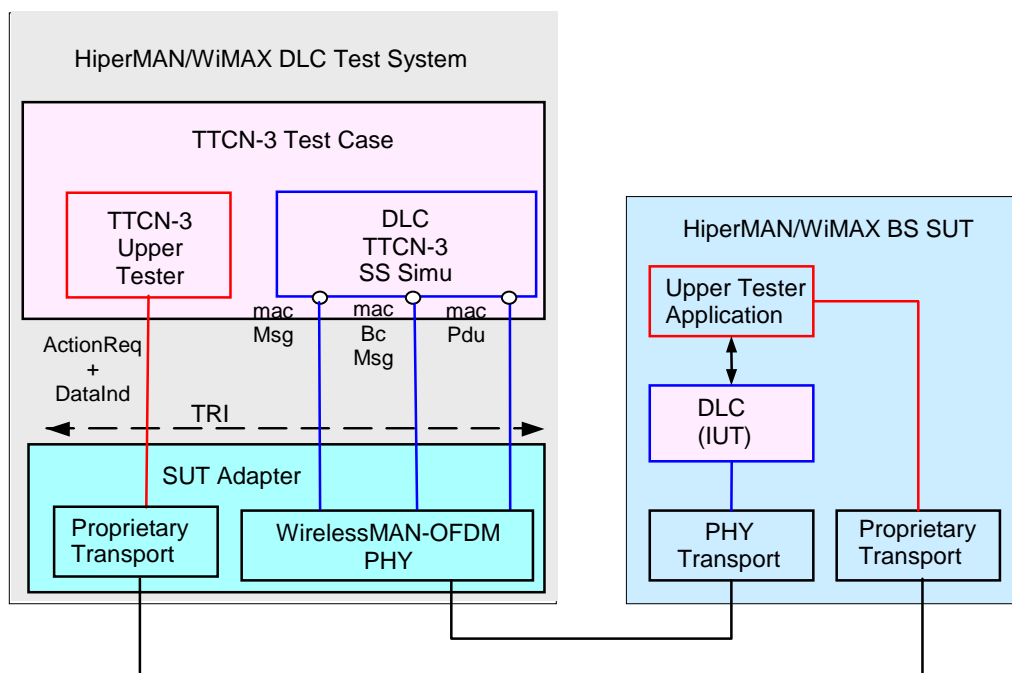 HiperMAN/WiMAX DLC Test System
TTCN-3 Test Case
TTCN-3
Upper
Tester
DLC
TTCN-3
SS Simu
mac
Msg
mac
Bc
Msg
mac
Pdu
ActionReq
+
DataInd
TRI
SUT Adapter
Proprietary
Transport
WirelessMAN-OFDM
PHY
HiperMAN/WiMAX BS SUT
Upper Tester
Application
DLC
(IUT)
PHY
Transport
Proprietary
Transport